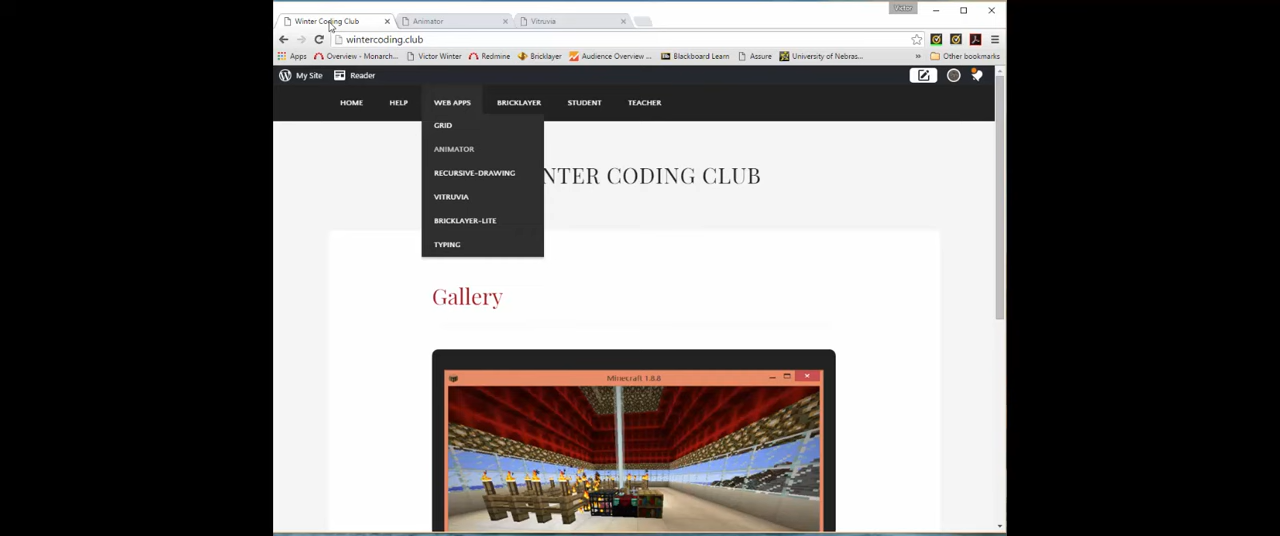 Victor
Winter Coding Club
Animator
Vitruvia
wintercoding.club
Apps
Overview - Monarch...
Victor Winter
Redmine
Bricklayer
Audience Overview ...
Blackboard Learn
Assure
University of Nebras...
»
Other bookmarks
My Site
Reader
HOME
HELP
WEB APPS
BRICKLAYER
STUDENT
TEACHER
GRID
ANIMATOR
RECURSIVE-DRAWING
VITRUVIA
BRICKLAYER-LITE
TYPING
NTER CODING CLUB
Gallery
Minecraft 1.8.8